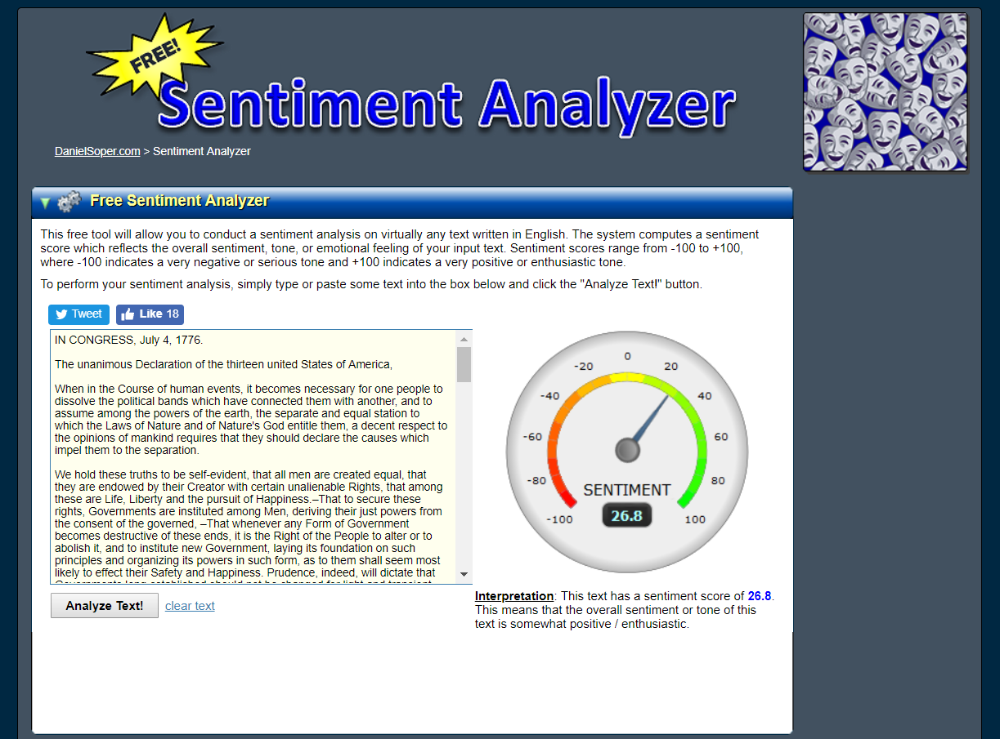 FREE!
Sentiment Analyzer
DanielSoper.com > Sentiment Analyzer
Free Sentiment Analyzer
This free tool will allow you to conduct a sentiment analysis on virtually any text written in English. The system computes a sentiment
score which reflects the overall sentiment, tone, or emotional feeling of your input text. Sentiment scores range from -100 to +100,
where -100 indicates a very negative or serious tone and +100 indicates a very positive or enthusiastic tone.
To perform your sentiment analysis, simply type or paste some text into the box below and click the "Analyze Text!" button.
Tweet
Like 18
IN CONGRESS, July 4, 1776.
The unanimous Declaration of the thirteen united States of America,
When in the Course of human events, it becomes necessary for one people to
dissolve the political bands which have connected them with another, and to
assume among the powers of the earth, the separate and equal station to
which the Laws of Nature and of Nature's God entitle them, a decent respect to
the opinions of mankind requires that they should declare the causes which
impel them to the separation.
We hold these truths to be self-evident, that all men are created equal, that
they are endowed by their Creator with certain unalienable Rights, that among
these are Life, Liberty and the pursuit of Happiness.–That to secure these
rights, Governments are instituted among Men, deriving their just powers from
the consent of the governed, –That whenever any Form of Government
becomes destructive of these ends, it is the Right of the People to alter or to
abolish it, and to institute new Government, laying its foundation on such
principles and organizing its powers in such form, as to them shall seem most
likely to effect their Safety and Happiness. Prudence, indeed, will dictate that
Analyze Text!
clear text
-100
-80
-60
-40
-20
0
20
40
60
80
100
SENTIMENT
26.8
Interpretation: This text has a sentiment score of 26.8.
This means that the overall sentiment or tone of this
text is somewhat positive / enthusiastic.